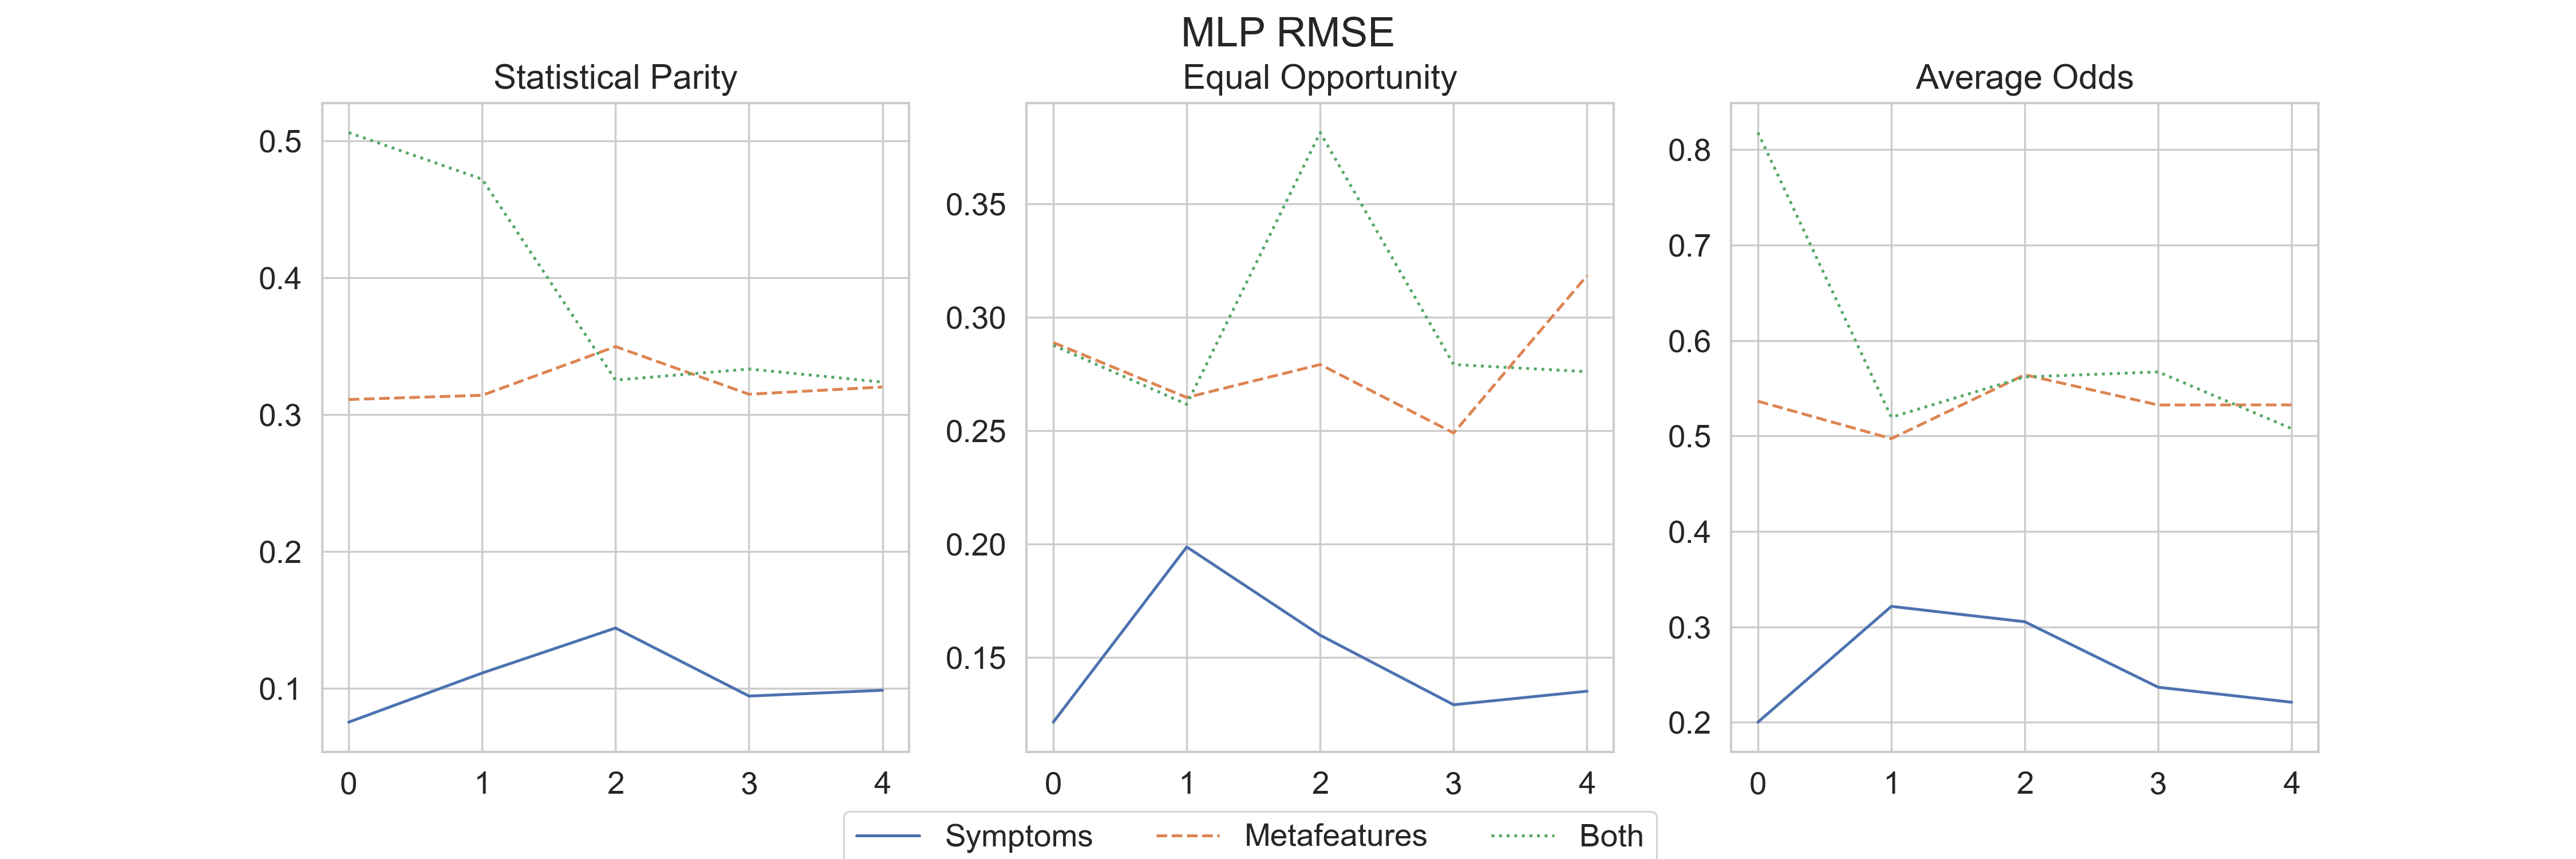 MLP RMSE
Statistical Parity
0.5
0.4
0.3
0.2
0.1
0 1 2 3 4
Equal Opportunity
0.35
0.30
0.25
0.20
0.15
0 1 2 3 4
Average Odds
0.8
0.7
0.6
0.5
0.4
0.3
0.2
0 1 2 3 4
Symptoms Metafeatures Both